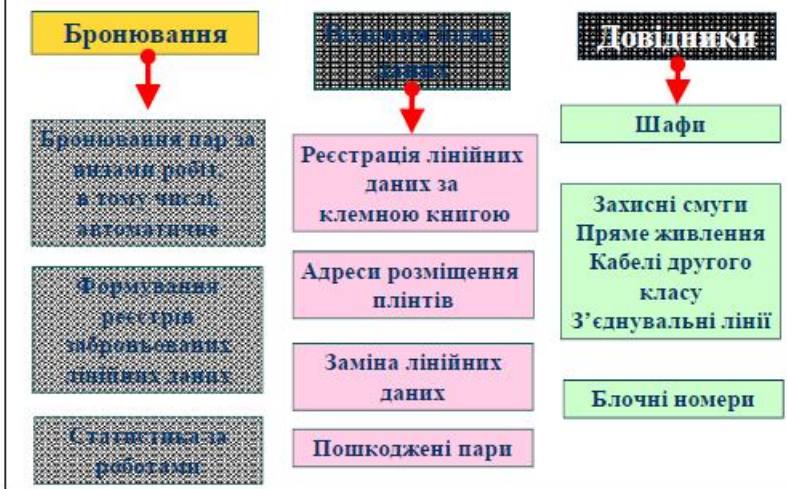 Бронювання
Бронювання пар за
видами робіт,
в тому числі,
автоматичне
Формування
реєстрів
заброньованих
лінійних даних
Статистика за
роботами
даних
Реєстрація лінійних
даних за
клемною книгою
Адреси розміщення
плінтів
Заміна лінійних
даних
Пошкоджені пари
Довідники
Шафи
Захисні смуги
Пряме живлення
Кабелі другого
класу
З’єднувальні лінії
Блочні номери